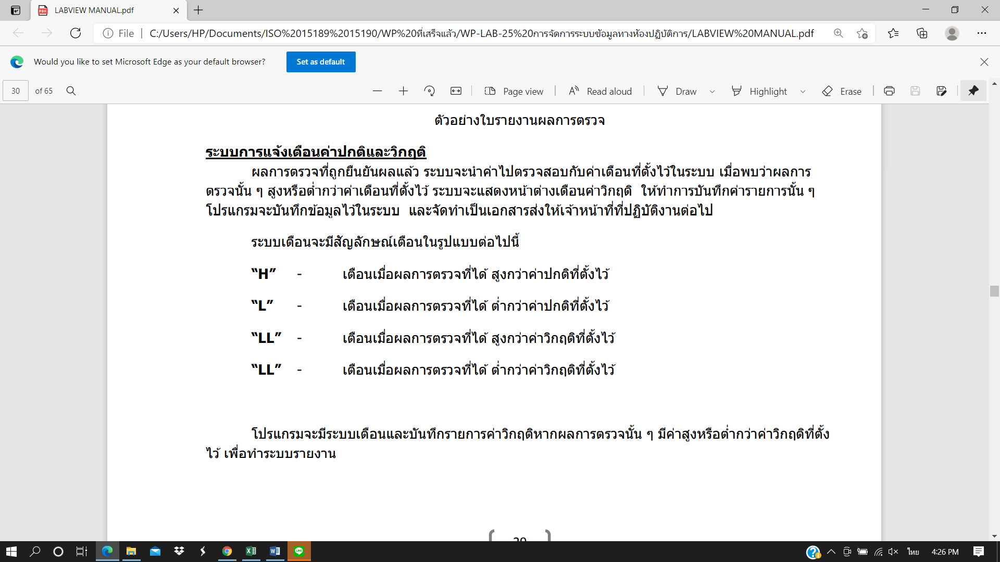 LABVIEW MANUAL.pdf
File
C:/Users/HP/Documents/ISO%2015189%2015190/WP%20ที่เสร็จแล้ว/WP-LAB-25%20การจัดการระบบข้อมูลทางห้องปฏิบัติการ/LABVIEW%20MANUAL.pdf
Would you like to set Microsoft Edge as your default browser?
Set as default
30 of 65
Page view
Read aloud
Draw
Highlight
Erase
ตัวอย่างใบรายงานผลการตรวจ
ระบบการแจ้งเตือนค่าปกติและวิกฤติ
ผลการตรวจที่ถูกยืนยันผลแล้ว ระบบจะนำค่าไปตรวจสอบกับค่าเตือนที่ตั้งไว้ในระบบ เมื่อพบว่าผลการ
ตรวจนั้น ๆ สูงหรือต่ำกว่าค่าเตือนที่ตั้งไว้ ระบบจะแสดงหน้าต่างเตือนค่าวิกฤติ ให้ทำการบันทึกค่ารายการนั้น ๆ
โปรแกรมจะบันทึกข้อมูลไว้ในระบบ และจัดทำเป็นเอกสารส่งให้เจ้าหน้าที่ที่ปฏิบัติงานต่อไป
ระบบเตือนจะมีสัญลักษณ์เตือนในรูปแบบต่อไปนี้
“H” - เตือนเมื่อผลการตรวจที่ได้ สูงกว่าค่าปกติที่ตั้งไว้
“L” - เตือนเมื่อผลการตรวจที่ได้ ต่ำกว่าค่าปกติที่ตั้งไว้
“LL” - เตือนเมื่อผลการตรวจที่ได้ สูงกว่าค่าวิกฤติที่ตั้งไว้
“LL” - เตือนเมื่อผลการตรวจที่ได้ ต่ำกว่าค่าวิกฤติที่ตั้งไว้
โปรแกรมจะมีระบบเตือนและบันทึกรายการค่าวิกฤติหากผลการตรวจนั้น ๆ มีค่าสูงหรือต่ำกว่าค่าวิกฤติที่ตั้ง
ไว้ เพื่อทำระบบรายงาน
ไทย
4:26 PM